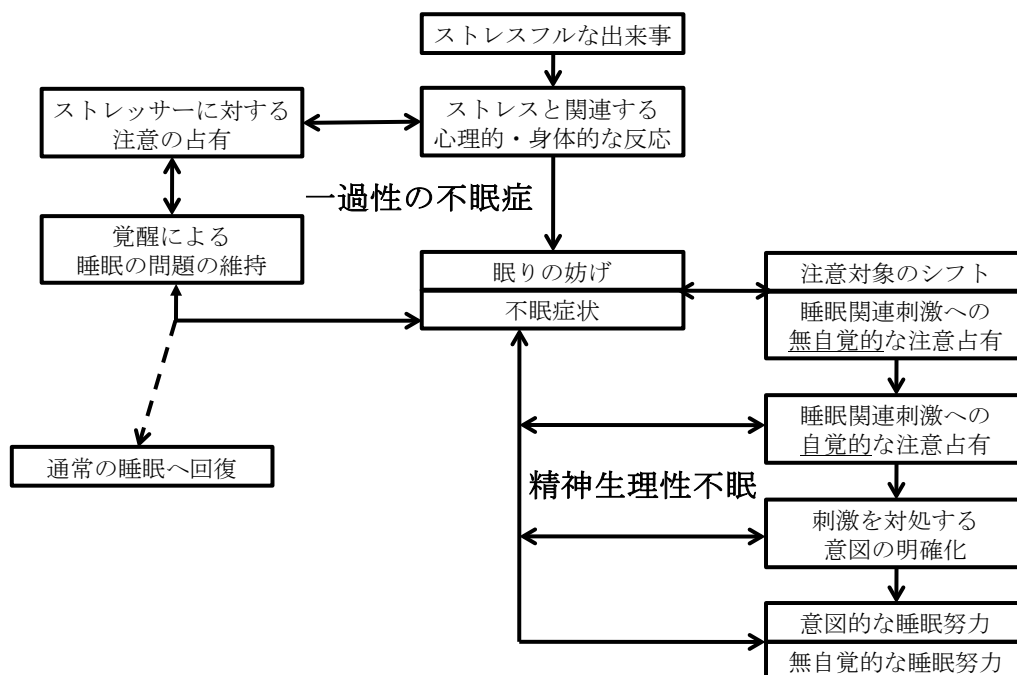 ストレスフルな出来事
ストレッサーに対する
注意の占有
ストレスと関連する
心理的・身体的な反応
一過性の不眠症
覚醒による
睡眠の問題の維持
眠りの妨げ
不眠症状
注意対象のシフト
睡眠関連刺激への
無自覚的な注意占有
睡眠関連刺激への
自覚的な注意占有
通常の睡眠へ回復
精神生理性不眠
刺激を対処する
意図の明確化
意図的な睡眠努力
無自覚的な睡眠努力